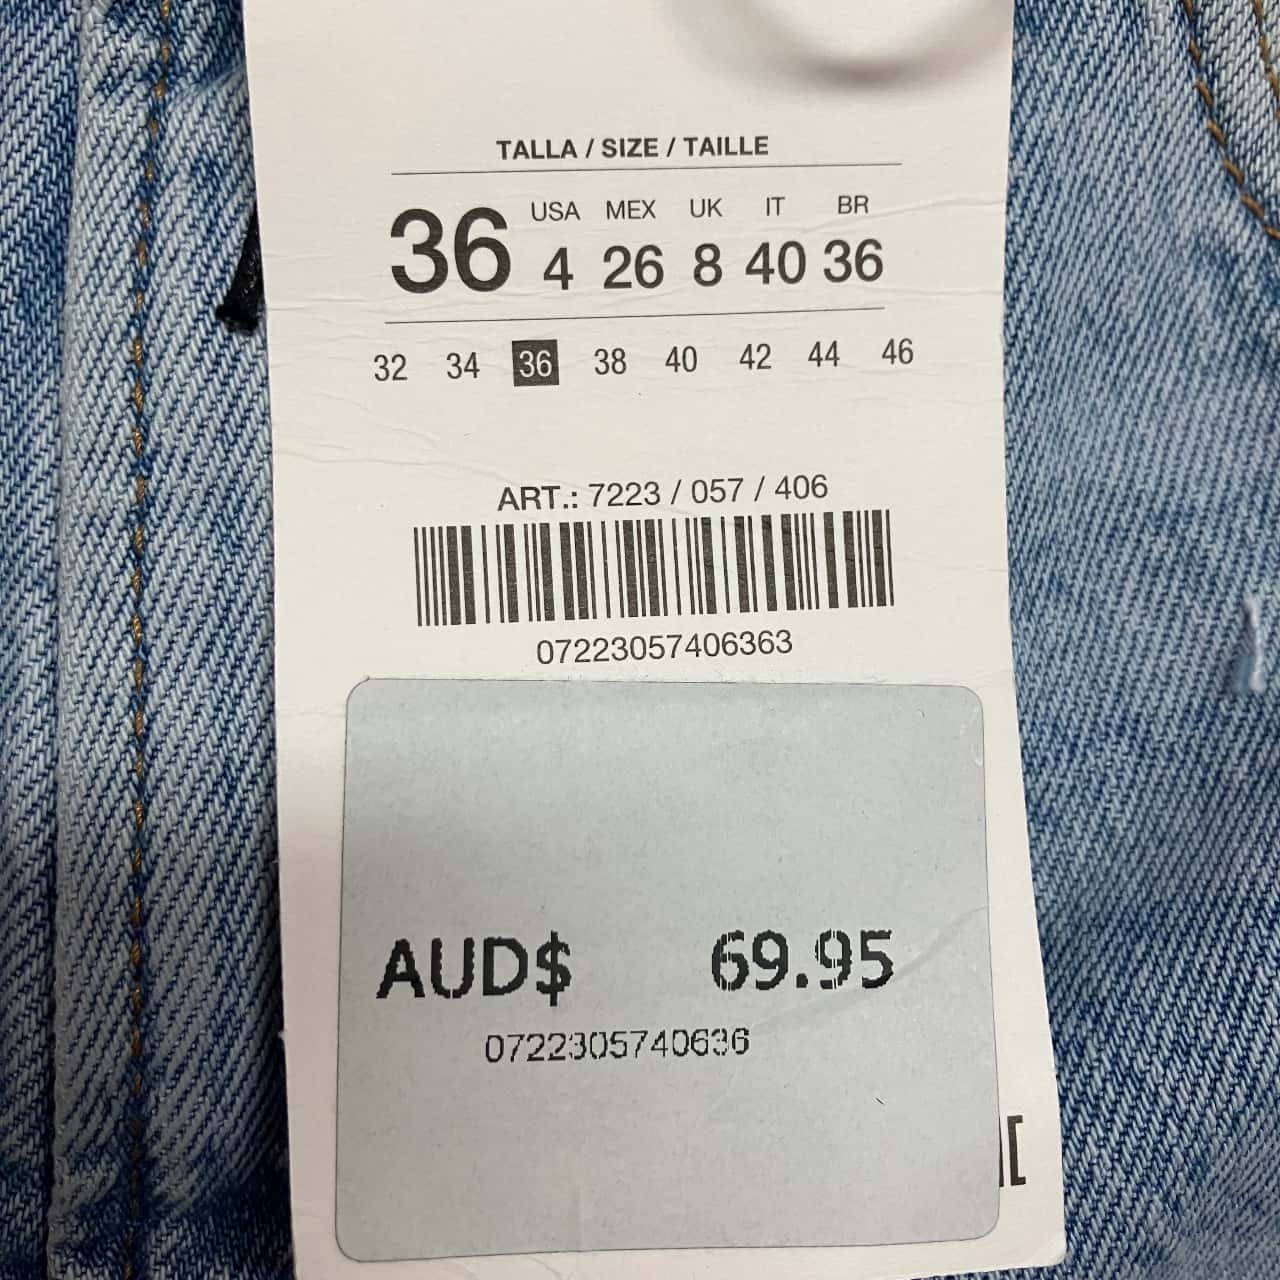 TALLA / SIZE / TAILLE
USA MEX UK IT BR
36 4 26 8 40 36
32 34 36 38 40 42 44 46
ART.: 7223 / 057 / 406
07223057406363
AUD$ 69.95
0722305740636